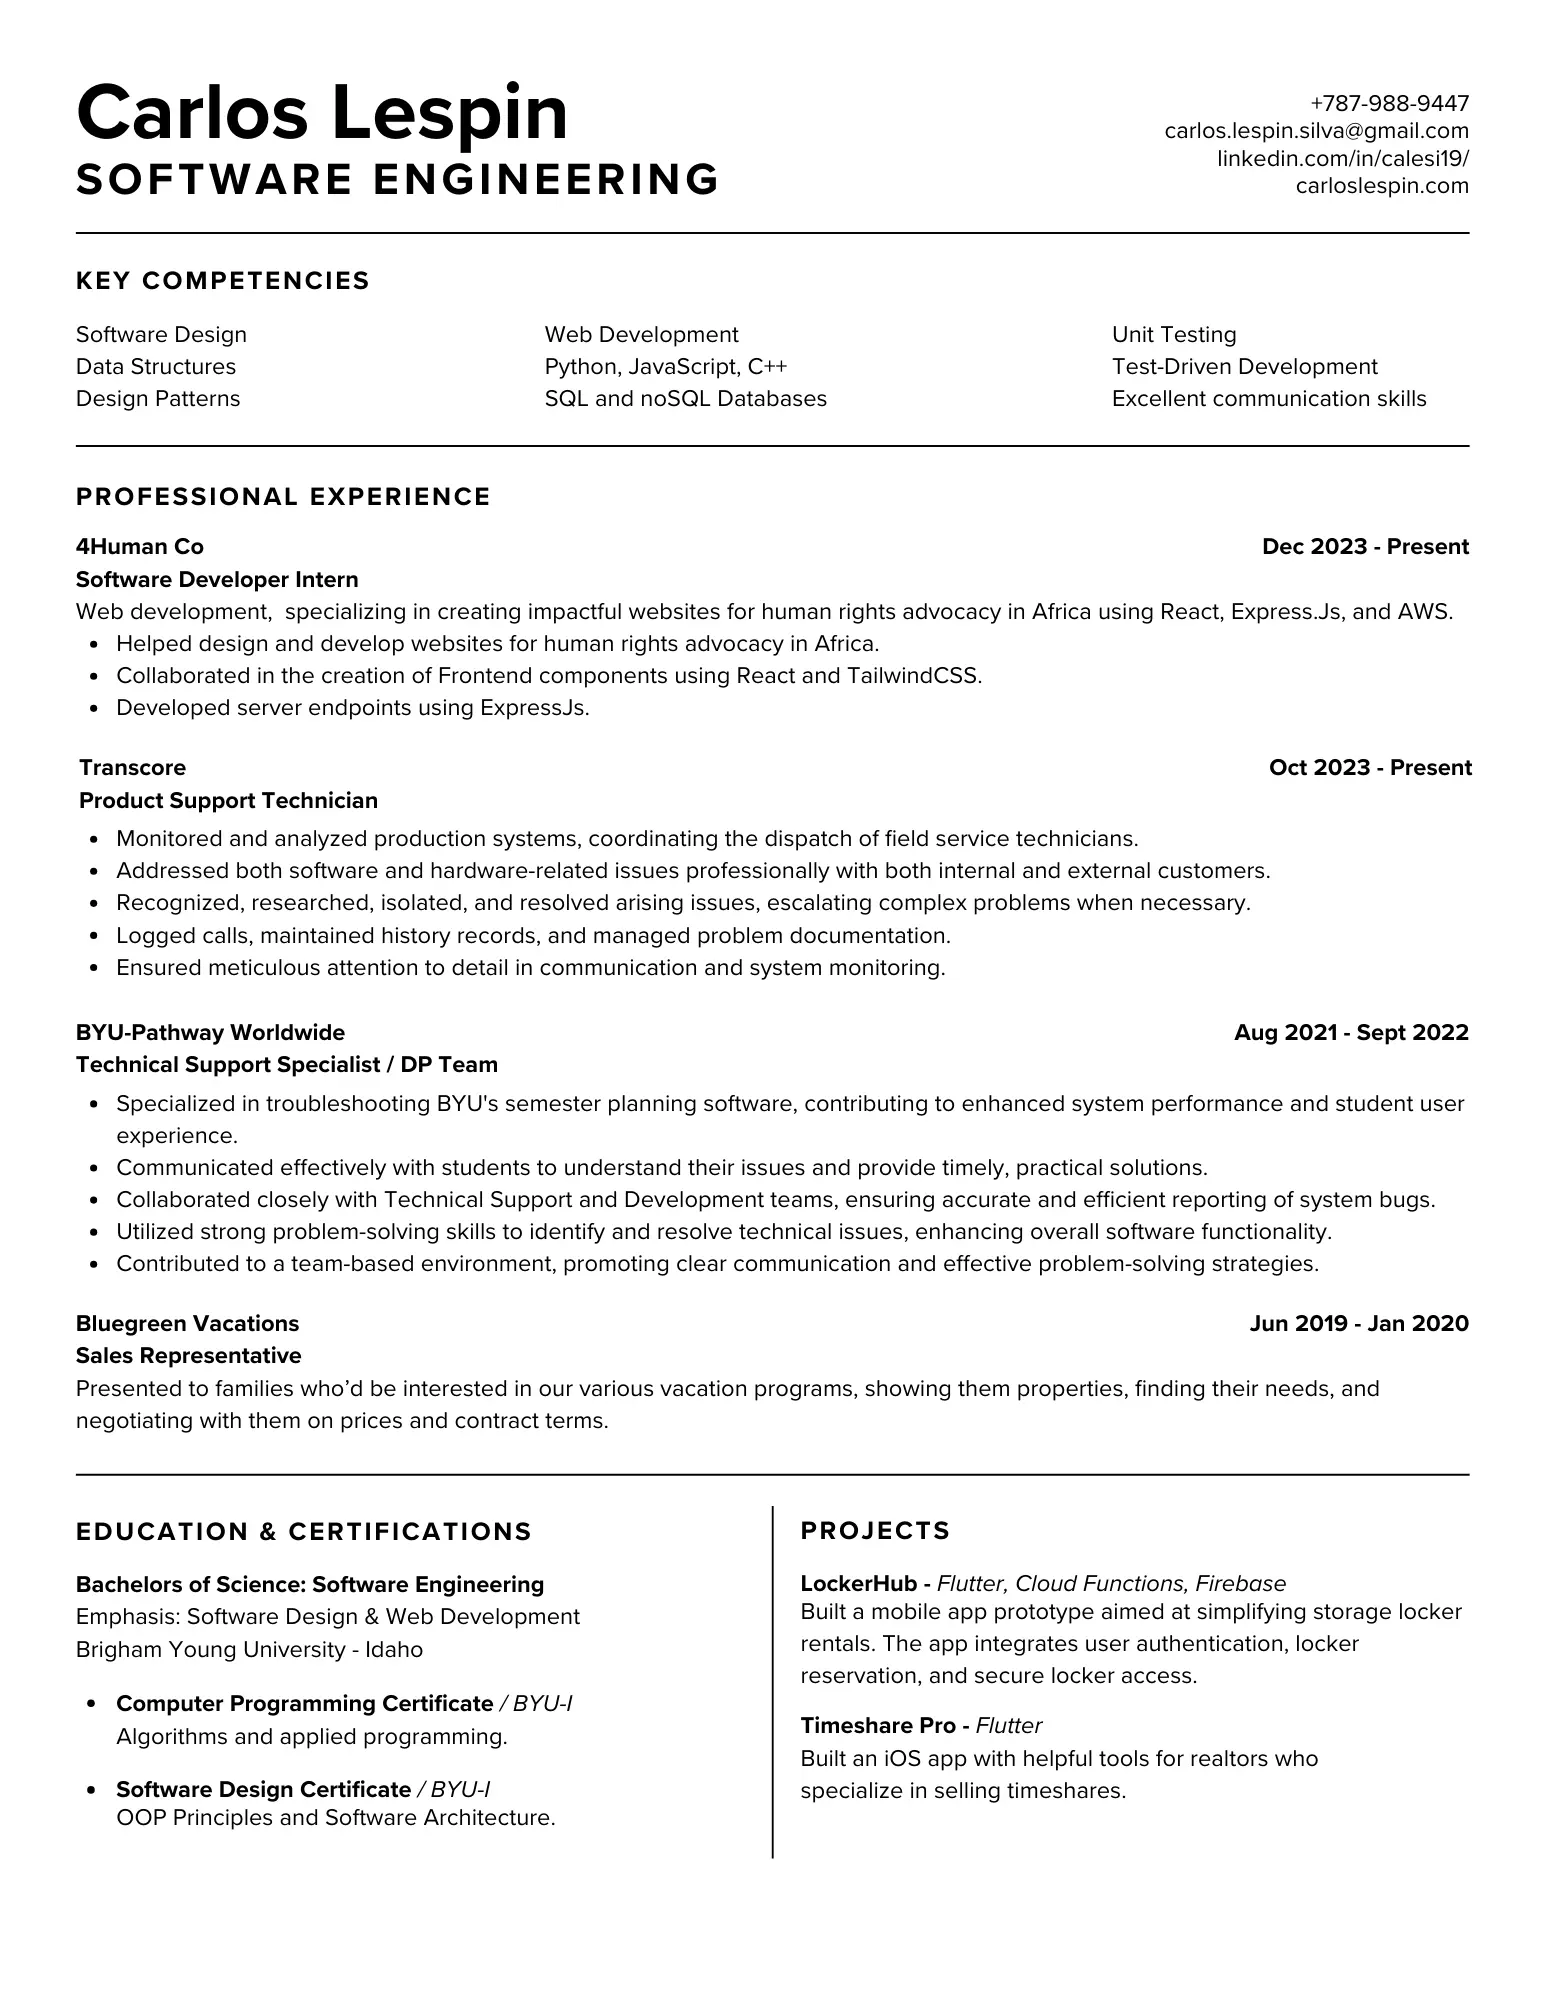 Carlos Lespin
SOFTWARE ENGINEERING
+787-988-9447
carlos.lespin.silva@gmail.com
linkedin.com/in/calesi19/
carloslespin.com
KEY COMPETENCIES
Software Design
Data Structures
Design Patterns
Web Development
Python, JavaScript, C++
SQL and noSQL Databases
Unit Testing
Test-Driven Development
Excellent communication skills
PROFESSIONAL EXPERIENCE
4Human Co Dec 2023 - Present
Software Developer Intern
Web development,  specializing in creating impactful websites for human rights advocacy in Africa using React, Express.Js, and AWS.
• Helped design and develop websites for human rights advocacy in Africa.
• Collaborated in the creation of Frontend components using React and TailwindCSS.
• Developed server endpoints using ExpressJs.
Transcore Oct 2023 - Present
Product Support Technician
• Monitored and analyzed production systems, coordinating the dispatch of field service technicians.
• Addressed both software and hardware-related issues professionally with both internal and external customers.
• Recognized, researched, isolated, and resolved arising issues, escalating complex problems when necessary.
• Logged calls, maintained history records, and managed problem documentation.
• Ensured meticulous attention to detail in communication and system monitoring.
BYU-Pathway Worldwide Aug 2021 - Sept 2022
Technical Support Specialist / DP Team
• Specialized in troubleshooting BYU's semester planning software, contributing to enhanced system performance and student user
experience.
• Communicated effectively with students to understand their issues and provide timely, practical solutions.
• Collaborated closely with Technical Support and Development teams, ensuring accurate and efficient reporting of system bugs.
• Utilized strong problem-solving skills to identify and resolve technical issues, enhancing overall software functionality.
• Contributed to a team-based environment, promoting clear communication and effective problem-solving strategies.
Bluegreen Vacations Jun 2019 - Jan 2020
Sales Representative
Presented to families who’d be interested in our various vacation programs, showing them properties, finding their needs, and
negotiating with them on prices and contract terms.
EDUCATION & CERTIFICATIONS
Bachelors of Science: Software Engineering
Emphasis: Software Design & Web Development
Brigham Young University - Idaho
• Computer Programming Certificate / BYU-I
Algorithms and applied programming.
• Software Design Certificate / BYU-I
OOP Principles and Software Architecture.
PROJECTS
LockerHub - Flutter, Cloud Functions, Firebase
Built a mobile app prototype aimed at simplifying storage locker
rentals. The app integrates user authentication, locker
reservation, and secure locker access.
Timeshare Pro - Flutter
Built an iOS app with helpful tools for realtors who
specialize in selling timeshares.